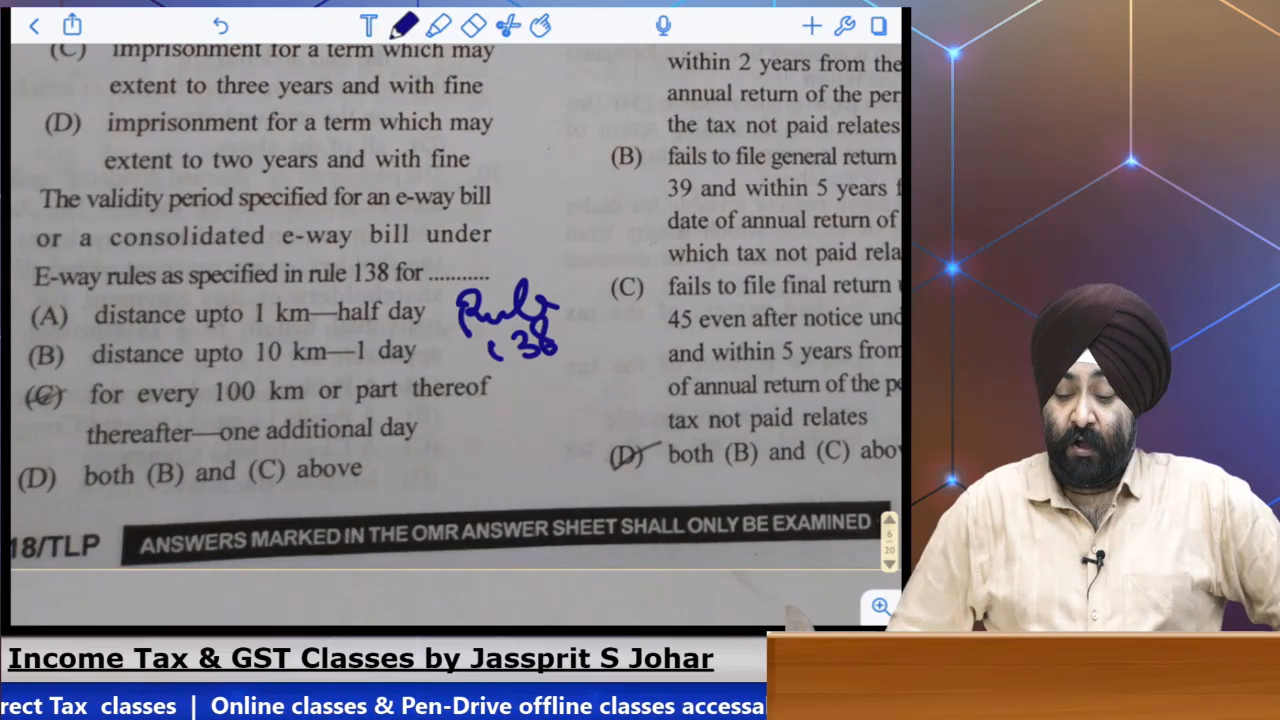 (C) imprisonment for a term which may
extent to three years and with fine
(D) imprisonment for a term which may
extent to two years and with fine
The validity period specified for an e-way bill
or a consolidated e-way bill under
E-way rules as specified in rule 138 for ...........
(A) distance upto 1 km—half day
(B) distance upto 10 km—1 day
(C) for every 100 km or part thereof
thereafter—one additional day
(D) both (B) and (C) above
Rule
138
within 2 years from the
annual return of the per
the tax not paid relates
(B) fails to file general return
39 and within 5 years f
date of annual return of
which tax not paid rela
(C) fails to file final return
45 even after notice und
and within 5 years from
of annual return of the pe
tax not paid relates
(D) both (B) and (C) abov
18/TLP
ANSWERS MARKED IN THE OMR ANSWER SHEET SHALL ONLY BE EXAMINED
6
20
Income Tax & GST Classes by Jassprit S Johar
rect Tax classes | Online classes & Pen-Drive offline classes accessa